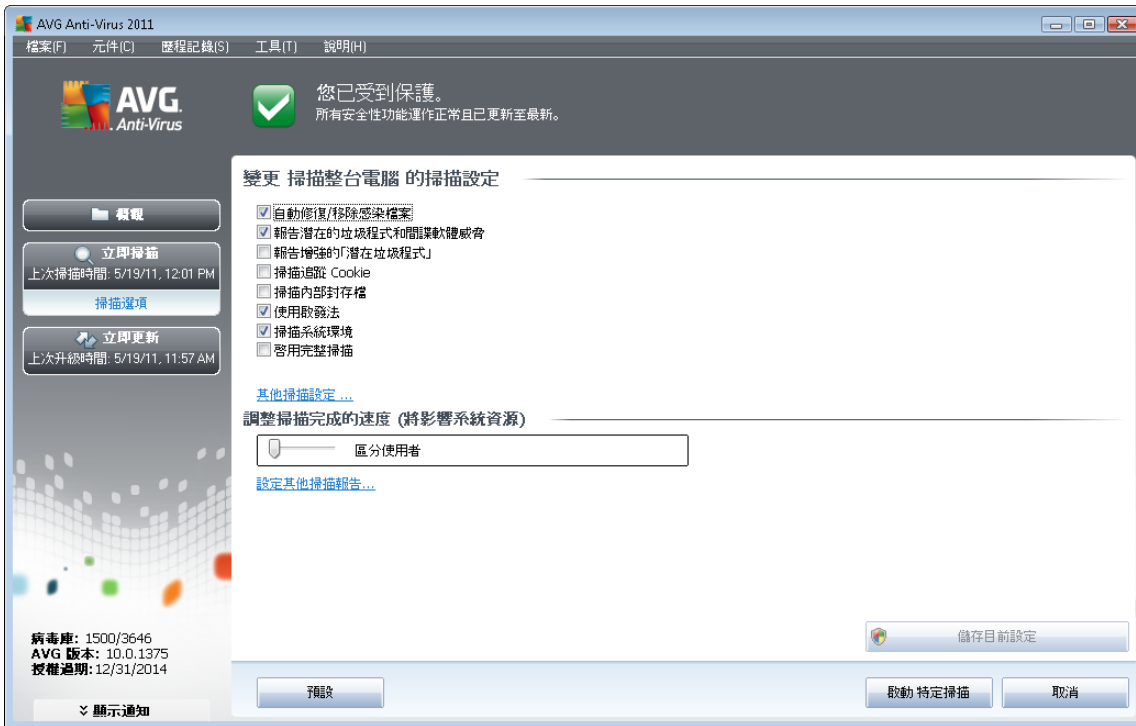 AVG Anti-Virus 2011
檔案(F) 元件(C) 歷程記錄(S) 工具(T) 說明(H)
AVG.
Anti-Virus
您已受到保護。
所有安全性功能運作正常且已更新至最新。
概觀
立即掃描
上次掃描時間: 5/19/11, 12:01 PM
掃描選項
立即更新
上次升級時間: 5/19/11, 11:57 AM
病毒庫: 1500/3646
AVG 版本: 10.0.1375
授權過期: 12/31/2014
顯示通知
變更 掃描整台電腦 的掃描設定
自動修復/移除感染檔案
報告潛在的垃圾程式和間諜軟體威脅
報告增強的「潛在垃圾程式」
掃描追蹤 Cookie
掃描內部封存檔
使用啟發法
掃描系統環境
啓用完整掃描
其他掃描設定 ...
調整掃描完成的速度 (將影響系統資源)
區分使用者
設定其他掃描報告...
儲存目前設定
預設
啟動 特定掃描
取消